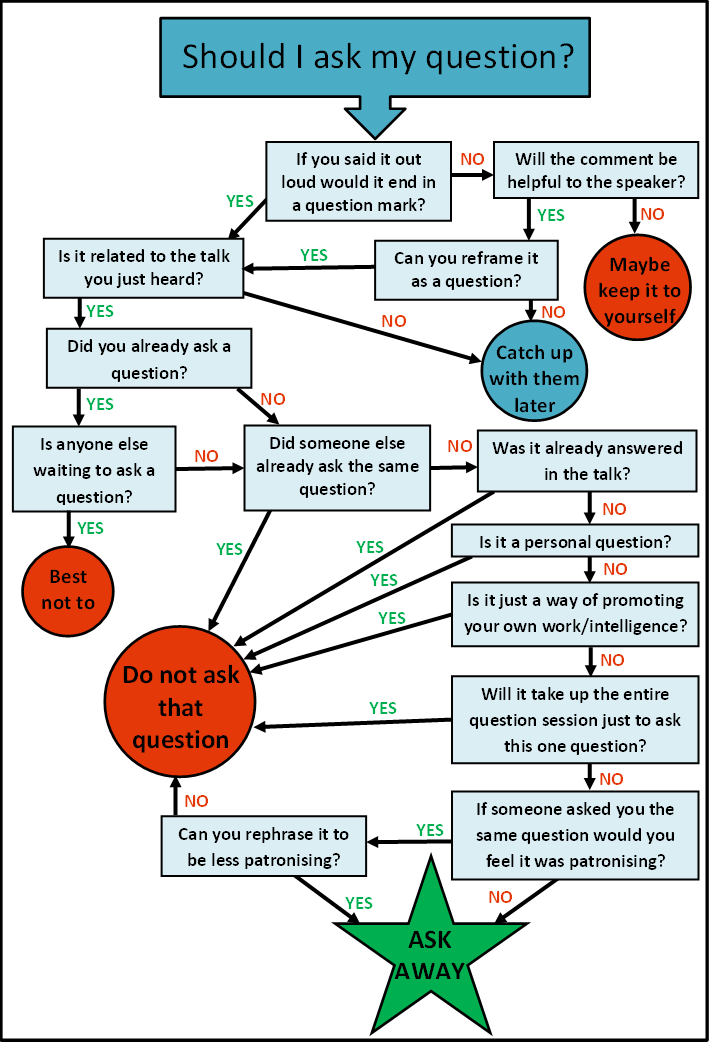 Should I ask my question?
If you said it out
loud would it end in
a question mark?
NO
Will the comment be
helpful to the speaker?
YES
YES
NO
Is it related to the talk
you just heard?
YES
Can you reframe it
as a question?
Maybe
keep it to
yourself
YES
NO
NO
Did you already ask a
question?
Catch up
with them
later
YES
NO
Is anyone else
waiting to ask a
question?
NO
Did someone else
already ask the same
question?
NO
Was it already answered
in the talk?
YES
YES
YES
NO
Best
not to
Is it a personal question?
YES
NO
Is it just a way of promoting
your own work/intelligence?
YES
NO
Do not ask
that
question
Will it take up the entire
question session just to ask
this one question?
YES
NO
If someone asked you the
same question would you
feel it was patronising?
YES
NO
Can you rephrase it to
be less patronising?
YES
NO
ASK
AWAY